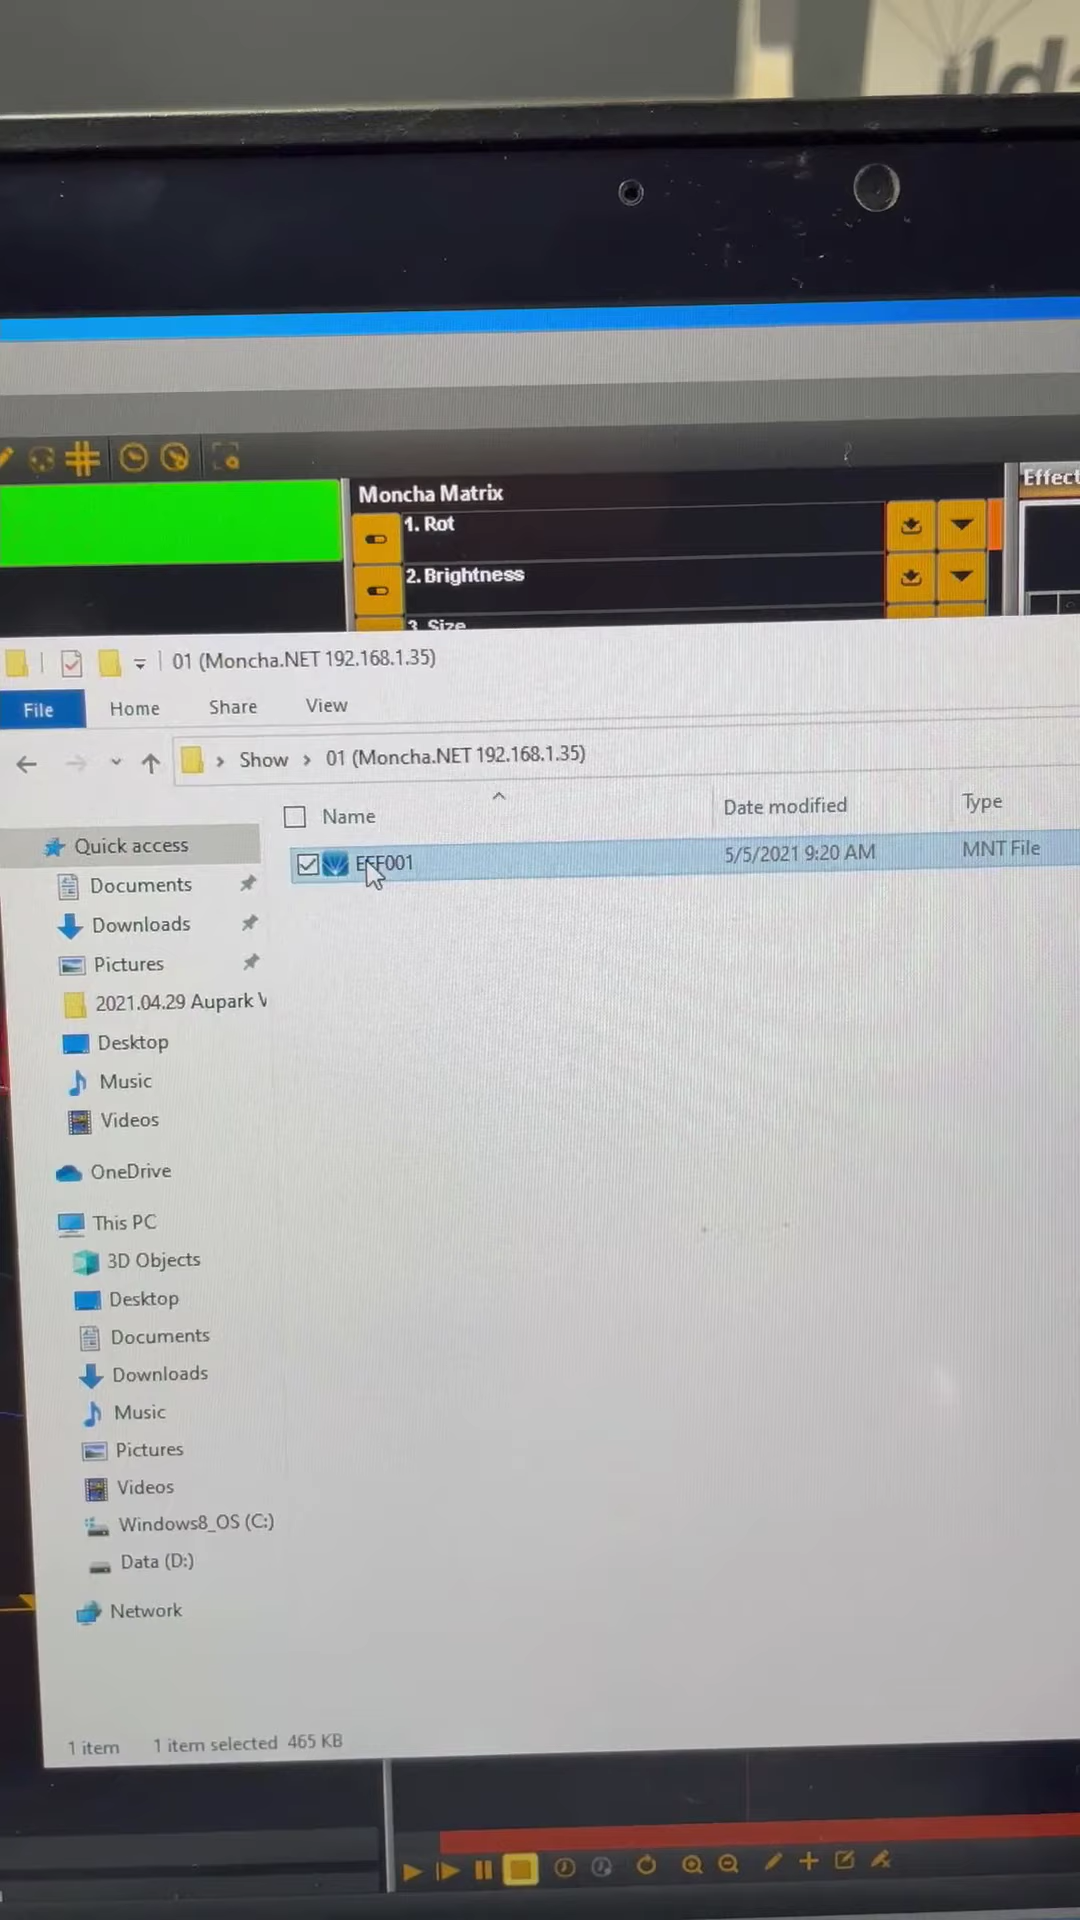 Effect
Moncha Matrix
1. Rot
2. Brightness
3. Size
01 (Moncha.NET 192.168.1.35)
File Home Share View
Show 01 (Moncha.NET 192.168.1.35)
Name Date modified Type
EFF001 5/5/2021 9:20 AM MNT File
Quick access
Documents
Downloads
Pictures
2021.04.29 Aupark V
Desktop
Music
Videos
OneDrive
This PC
3D Objects
Desktop
Documents
Downloads
Music
Pictures
Videos
Windows8_OS (C:)
Data (D:)
Network
1 item 1 item selected 465 KB